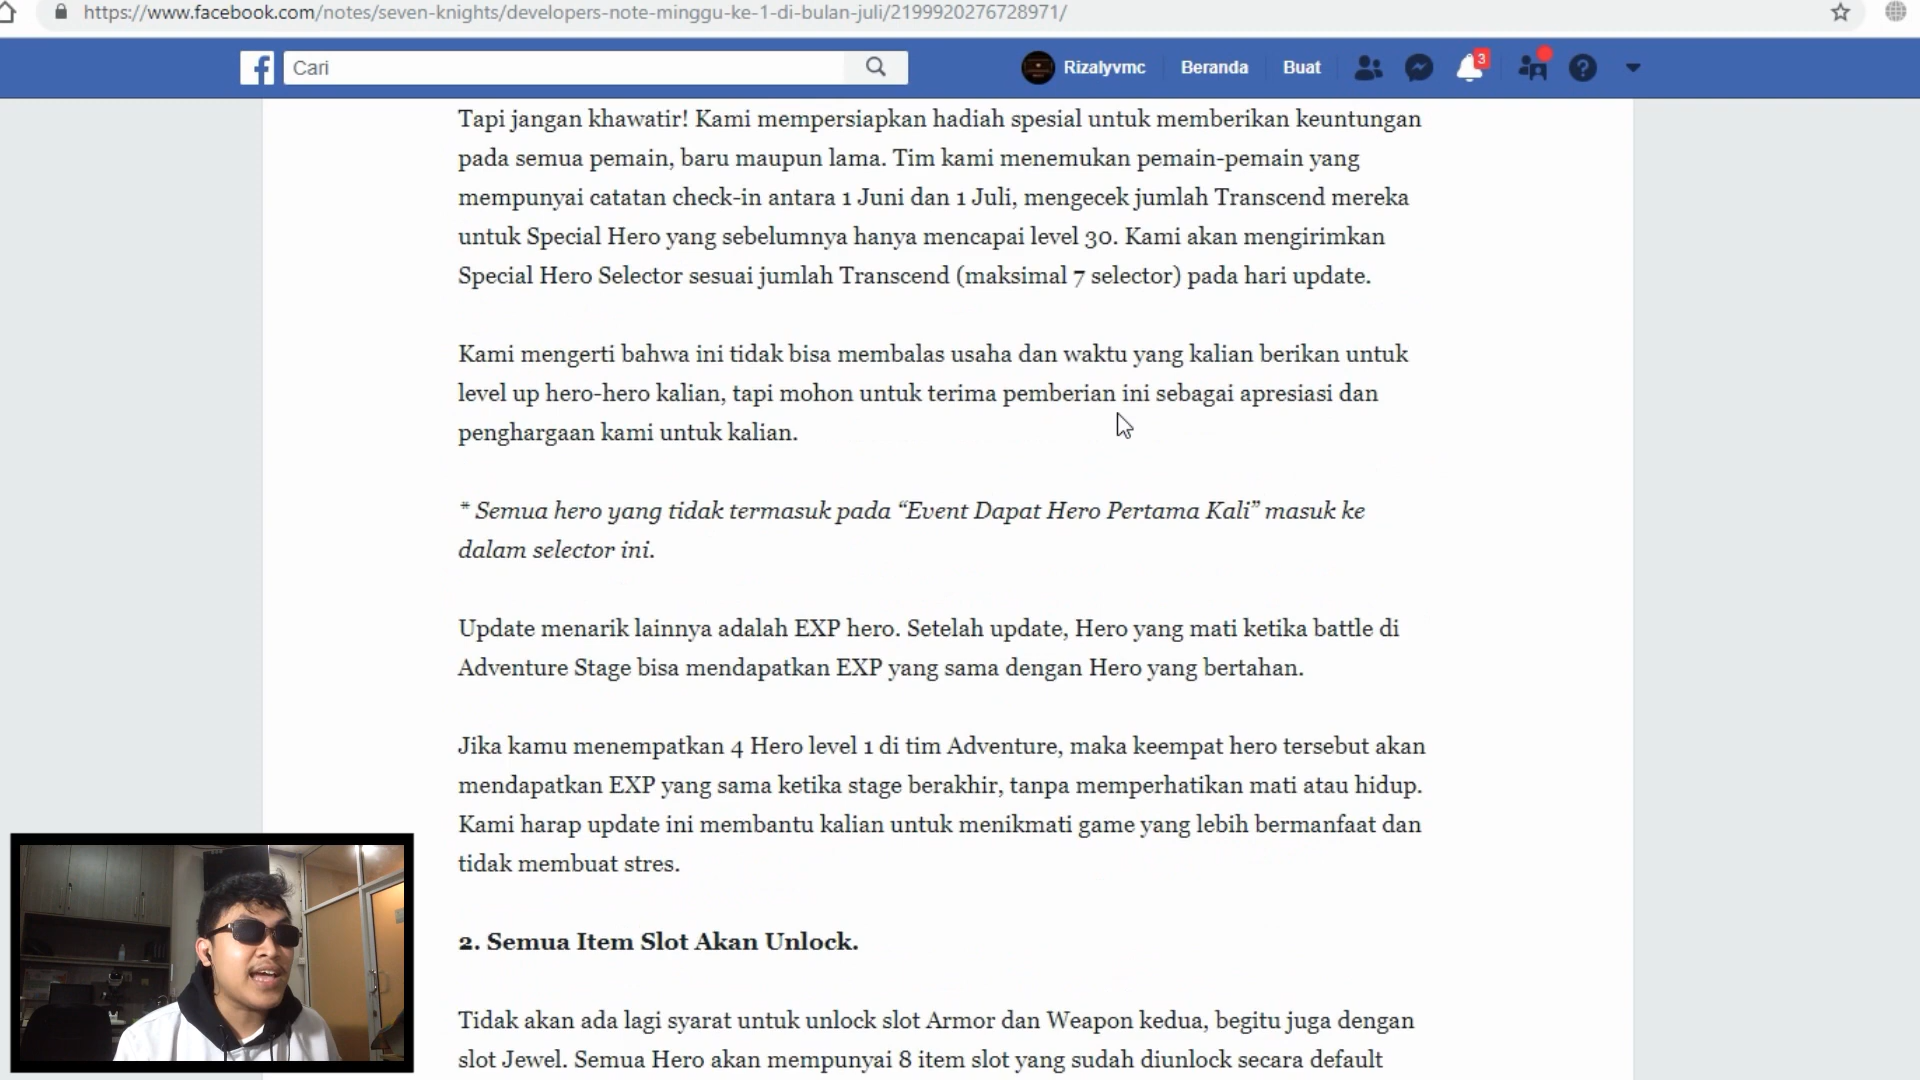 https://www.facebook.com/notes/seven-knights/developers-note-minggu-ke-1-di-bulan-juli/2199920276728971/
Cari
Rizalyvmc
Beranda
Buat
3
Tapi jangan khawatir! Kami mempersiapkan hadiah spesial untuk memberikan keuntungan
pada semua pemain, baru maupun lama. Tim kami menemukan pemain-pemain yang
mempunyai catatan check-in antara 1 Juni dan 1 Juli, mengecek jumlah Transcend mereka
untuk Special Hero yang sebelumnya hanya mencapai level 30. Kami akan mengirimkan
Special Hero Selector sesuai jumlah Transcend (maksimal 7 selector) pada hari update.
Kami mengerti bahwa ini tidak bisa membalas usaha dan waktu yang kalian berikan untuk
level up hero-hero kalian, tapi mohon untuk terima pemberian ini sebagai apresiasi dan
penghargaan kami untuk kalian.
* Semua hero yang tidak termasuk pada “Event Dapat Hero Pertama Kali” masuk ke
dalam selector ini.
Update menarik lainnya adalah EXP hero. Setelah update, Hero yang mati ketika battle di
Adventure Stage bisa mendapatkan EXP yang sama dengan Hero yang bertahan.
Jika kamu menempatkan 4 Hero level 1 di tim Adventure, maka keempat hero tersebut akan
mendapatkan EXP yang sama ketika stage berakhir, tanpa memperhatikan mati atau hidup.
Kami harap update ini membantu kalian untuk menikmati game yang lebih bermanfaat dan
tidak membuat stres.
2. Semua Item Slot Akan Unlock.
Tidak akan ada lagi syarat untuk unlock slot Armor dan Weapon kedua, begitu juga dengan
slot Jewel. Semua Hero akan mempunyai 8 item slot yang sudah diunlock secara default